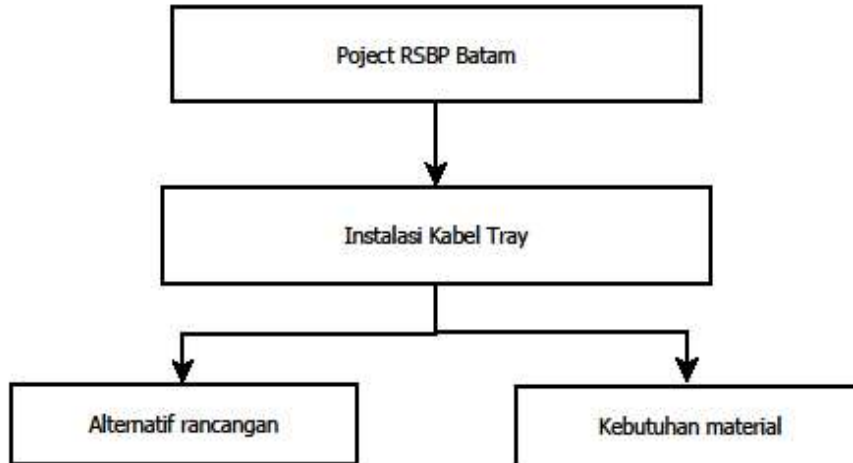 Poject RSBP Batam
Instalasi Kabel Tray
Alternatif rancangan
Kebutuhan material